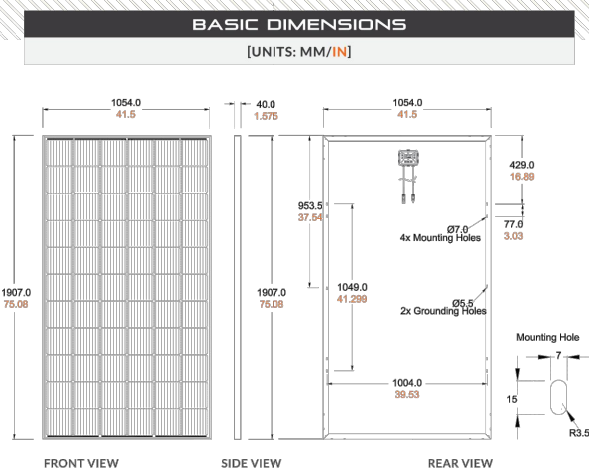 BASIC DIMENSIONS
[UNITS: MM/IN]
1054.0
41.5
40.0
1.575
1054.0
41.5
429.0
16.89
953.5
37.54
Ø7.0
4x Mounting Holes
77.0
3.03
1907.0
75.08
1907.0
75.08
1049.0
41.299
Ø5.5
2x Grounding Holes
Mounting Hole
7
1004.0
39.53
15
R3.5
FRONT VIEW
SIDE VIEW
REAR VIEW